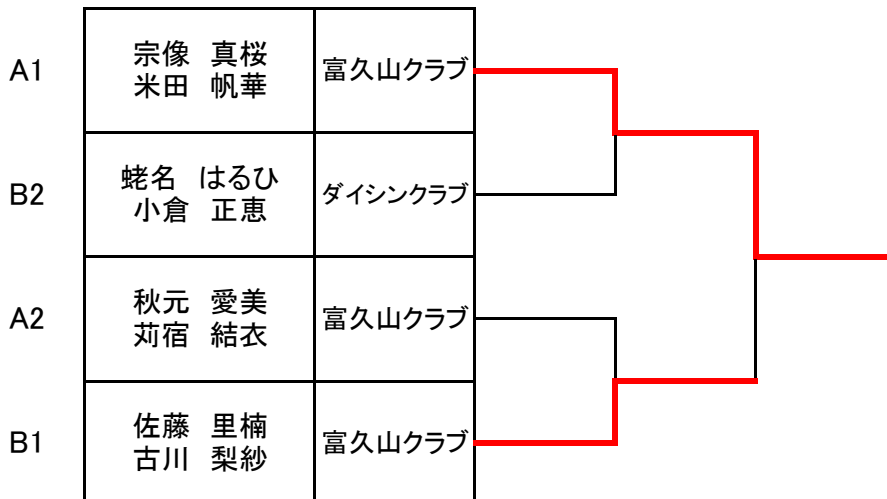 A1
宗像 真桜
米田 帆華
富久山クラブ
B2
蛯名 はるひ
小倉 正恵
ダイシンクラブ
A2
秋元 愛美
苅宿 結衣
富久山クラブ
B1
佐藤 里楠
古川 梨紗
富久山クラブ